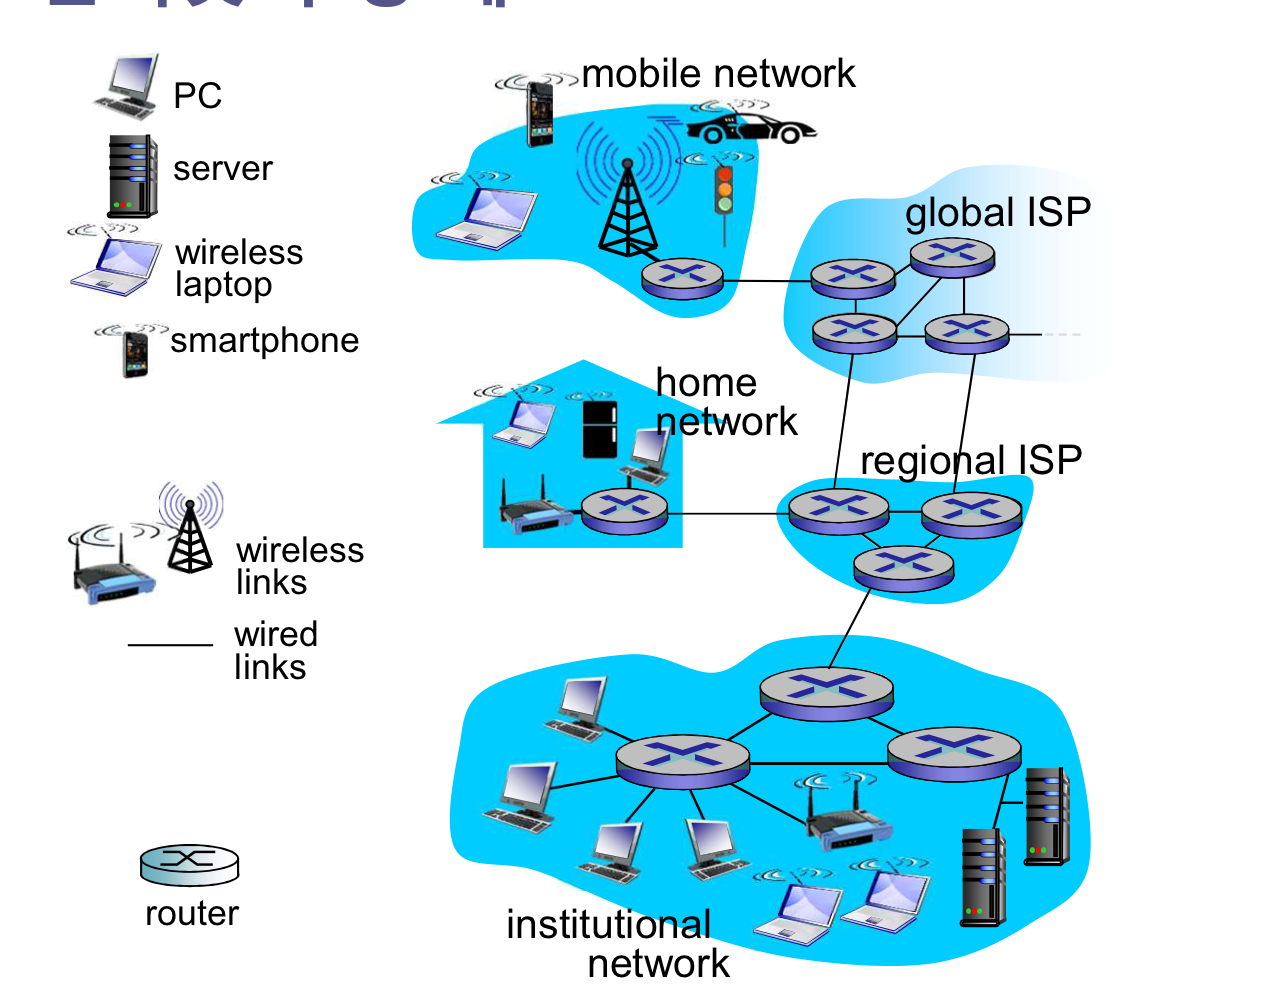 PC
server
wireless
laptop
smartphone
wireless
links
wired
links
router
mobile network
global ISP
home
network
regional ISP
institutional
network